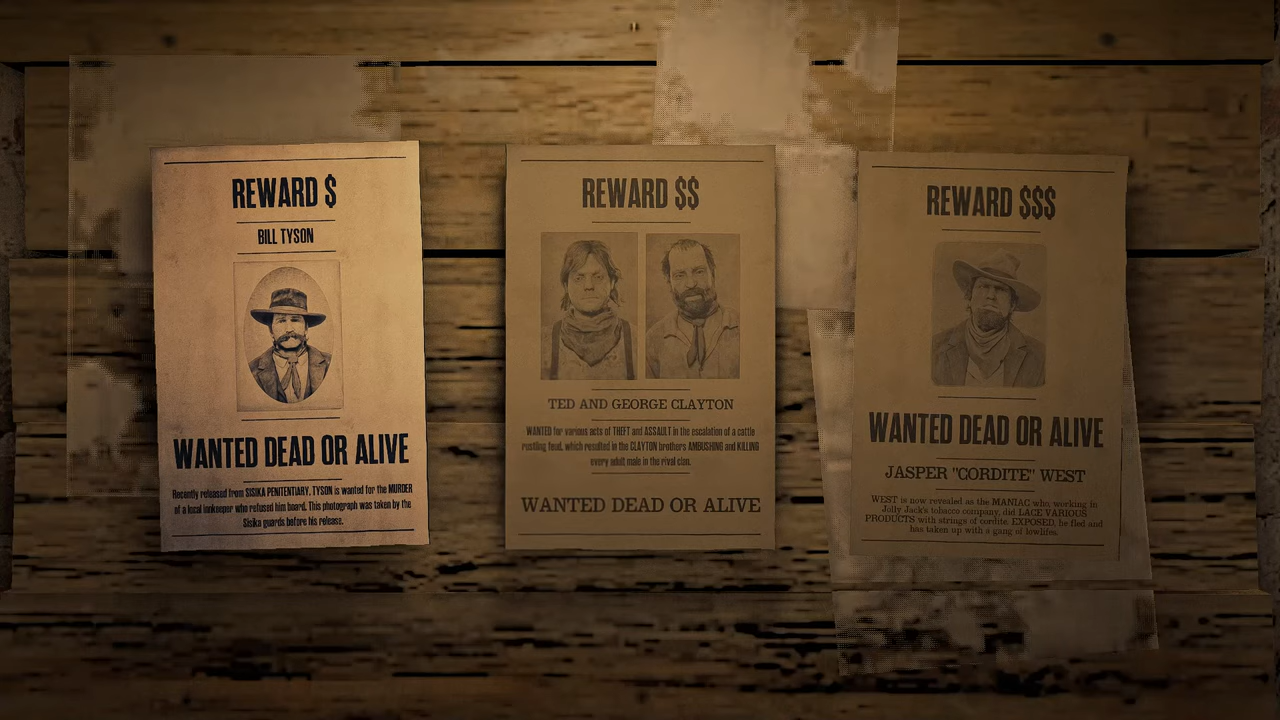 REWARD $
BILL TYSON
WANTED DEAD OR ALIVE
Recently released from SISIKA PENITENTIARY, TYSON is wanted for the MURDER
of a local innkeeper who refused him board. This photograph was taken by the
Sisika guards before his release.
REWARD $$
TED AND GEORGE CLAYTON
WANTED for various acts of THEFT and ASSAULT in the escalation of a cattle
rustling feud, which resulted in the CLAYTON brothers AMBUSHING and KILLING
every adult male in the rival clan.
WANTED DEAD OR ALIVE
REWARD $$$
WANTED DEAD OR ALIVE
JASPER "CORDITE" WEST
WEST is now revealed as the MANIAC who, working in
Jolly Jack's tobacco company, did LACE VARIOUS
PRODUCTS with strings of cordite. EXPOSED, he fled and
has taken up with a gang of lowlifes.